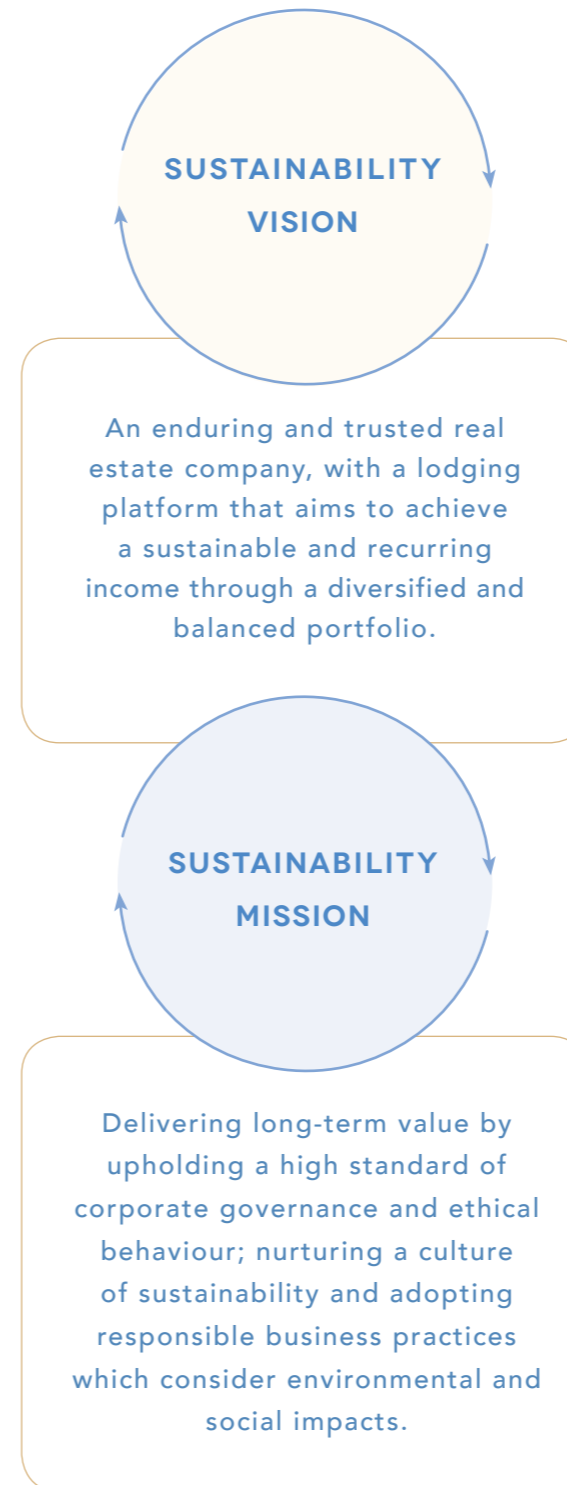 SUSTAINABILITY
VISION
An enduring and trusted real
estate company, with a lodging
platform that aims to achieve
a sustainable and recurring
income through a diversified and
balanced portfolio.
SUSTAINABILITY
MISSION
Delivering long-term value by
upholding a high standard of
corporate governance and ethical
behaviour; nurturing a culture
of sustainability and adopting
responsible business practices
which consider environmental and
social impacts.